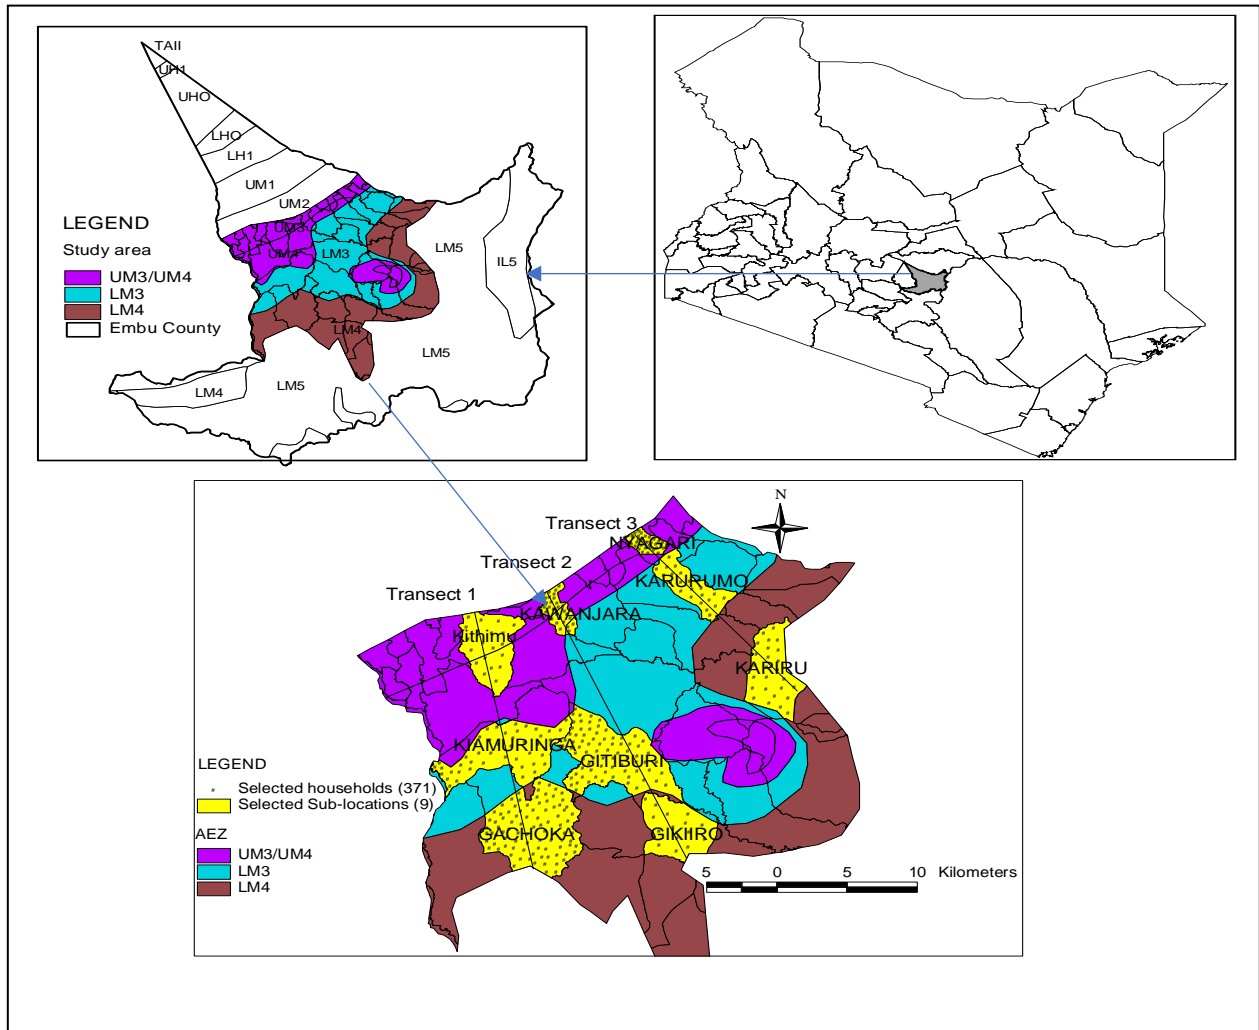 TAII
UH1
UHO
LHO
LH1
UM1
UM2
UM3
UM4
LM3
LM5
IL5
LM4
LM5
LM4
LM5
LEGEND
Study area
UM3/UM4
LM3
LM4
Embu County
N
Transect 3
NYAGARI
Transect 2
KARURUMO
Transect 1
KAWANJARA
Kithimu
KARIRU
KIAMURINGA
GITIBURI
GACHOKA
GIKIIRO
LEGEND
Selected households (371)
Selected Sub-locations (9)
AEZ
UM3/UM4
LM3
LM4
5 0 5 10 Kilometers